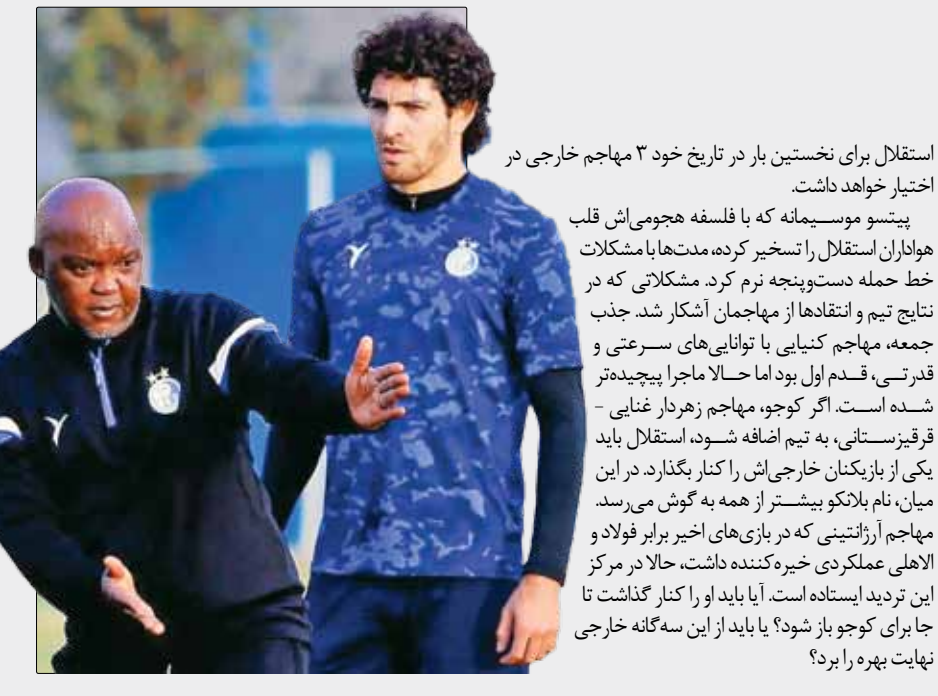 استقلال برای نخستین بار در تاریخ خود ۳ مهاجم خارجی در
اختیار خواهد داشت.
پیتسو موسیمانه که با فلسفه هجومی‌اش قلب
هواداران استقلال را تسخیر کرده، مدت‌ها با مشکلات
خط حمله دست‌وپنجه نرم کرد. مشکلاتی که در
نتایج تیم و انتقادها از مهاجمان آشکار شد. جذب
جمعه، مهاجم کنیایی با توانایی‌های سرعتی و
قدرتی، قدم اول بود اما حالا ماجرا پیچیده‌تر
شده است. اگر کوجو، مهاجم زهردار غنایی -
قرقیزستانی، به تیم اضافه شود، استقلال باید
یکی از بازیکنان خارجی‌اش را کنار بگذارد. در این
میان، نام بلانکو بیشتر از همه به گوش می‌رسد.
مهاجم آرژانتینی که در بازی‌های اخیر برابر فولاد و
الاهلی عملکردی خیره‌کننده داشت، حالا در مرکز
این تردید ایستاده است. آیا باید او را کنار گذاشت تا
جا برای کوجو باز شود؟ یا باید از این سه‌گانه خارجی
نهایت بهره را برد؟